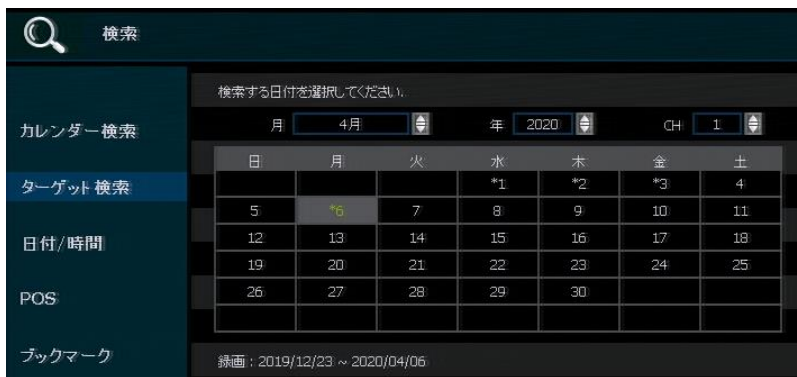 検索
検索する日付を選択してください.
月 4月 年 2020 CH 1
カレンダー検索
日 月 火 水 木 金 土
*1 *2 *3 4
ターゲット検索
5 *6 7 8 9 10 11
日付/時間
12 13 14 15 16 17 18
19 20 21 22 23 24 25
POS
26 27 28 29 30
ブックマーク
録画 : 2019/12/23 ~ 2020/04/06